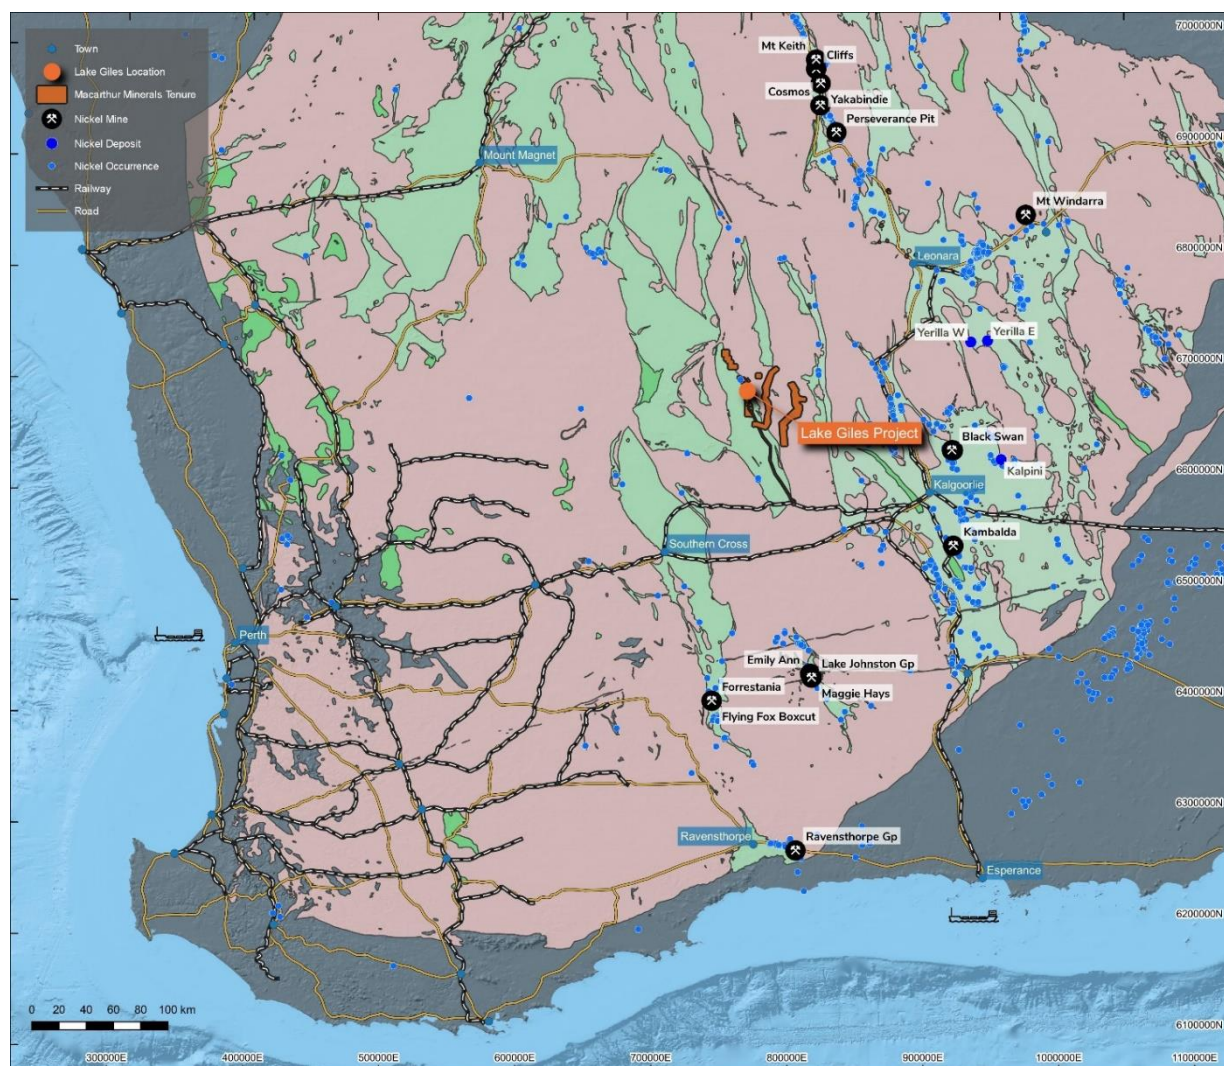 Town
Lake Giles Location
Macarthur Minerals Tenure
Nickel Mine
Nickel Deposit
Nickel Occurrence
Railway
Road
7000000N
Mt Keith
Cliffs
Cosmos
Yakabindie
Perseverance Pit
6900000N
Mount Magnet
Mt Windarra
6800000N
Leonara
Yerilla W
Yerilla E
6700000N
Lake Giles Project
Black Swan
Kalpini
6600000N
Kalgoorlie
Southern Cross
Kambalda
6500000N
Perth
Emily Ann
Lake Johnston Gp
Forrestania
Maggie Hays
6400000N
Flying Fox Boxcut
6300000N
Ravensthorpe
Ravensthorpe Gp
Esperance
6200000N
0 20 40 60 80 100 km
6100000N
300000E 400000E 500000E 600000E 700000E 800000E 900000E 1000000E 1100000E